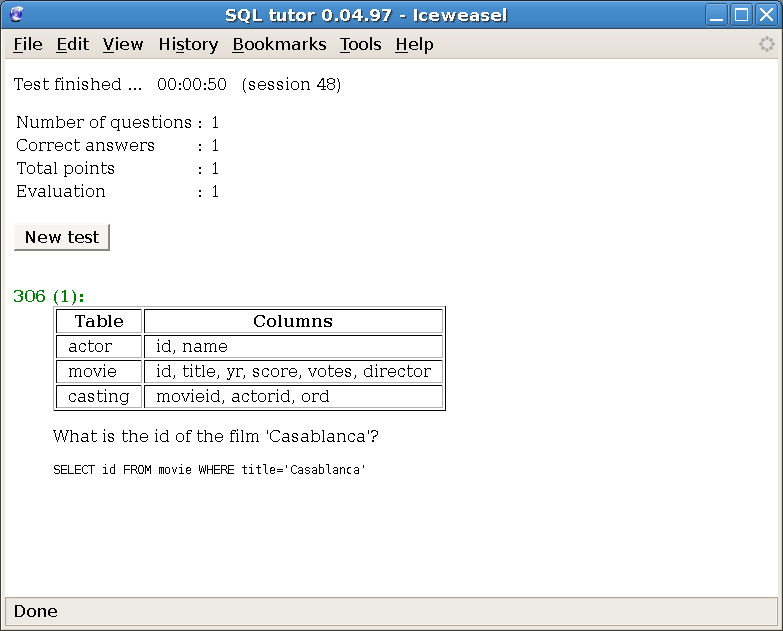 SQL tutor 0.04.97 - Iceweasel
File Edit View History Bookmarks Tools Help
Test finished ... 00:00:50 (session 48)
Number of questions : 1
Correct answers : 1
Total points : 1
Evaluation : 1
New test
306 (1):
Table Columns
actor id, name
movie id, title, yr, score, votes, director
casting movieid, actorid, ord
What is the id of the film 'Casablanca'?
SELECT id FROM movie WHERE title='Casablanca'
Done